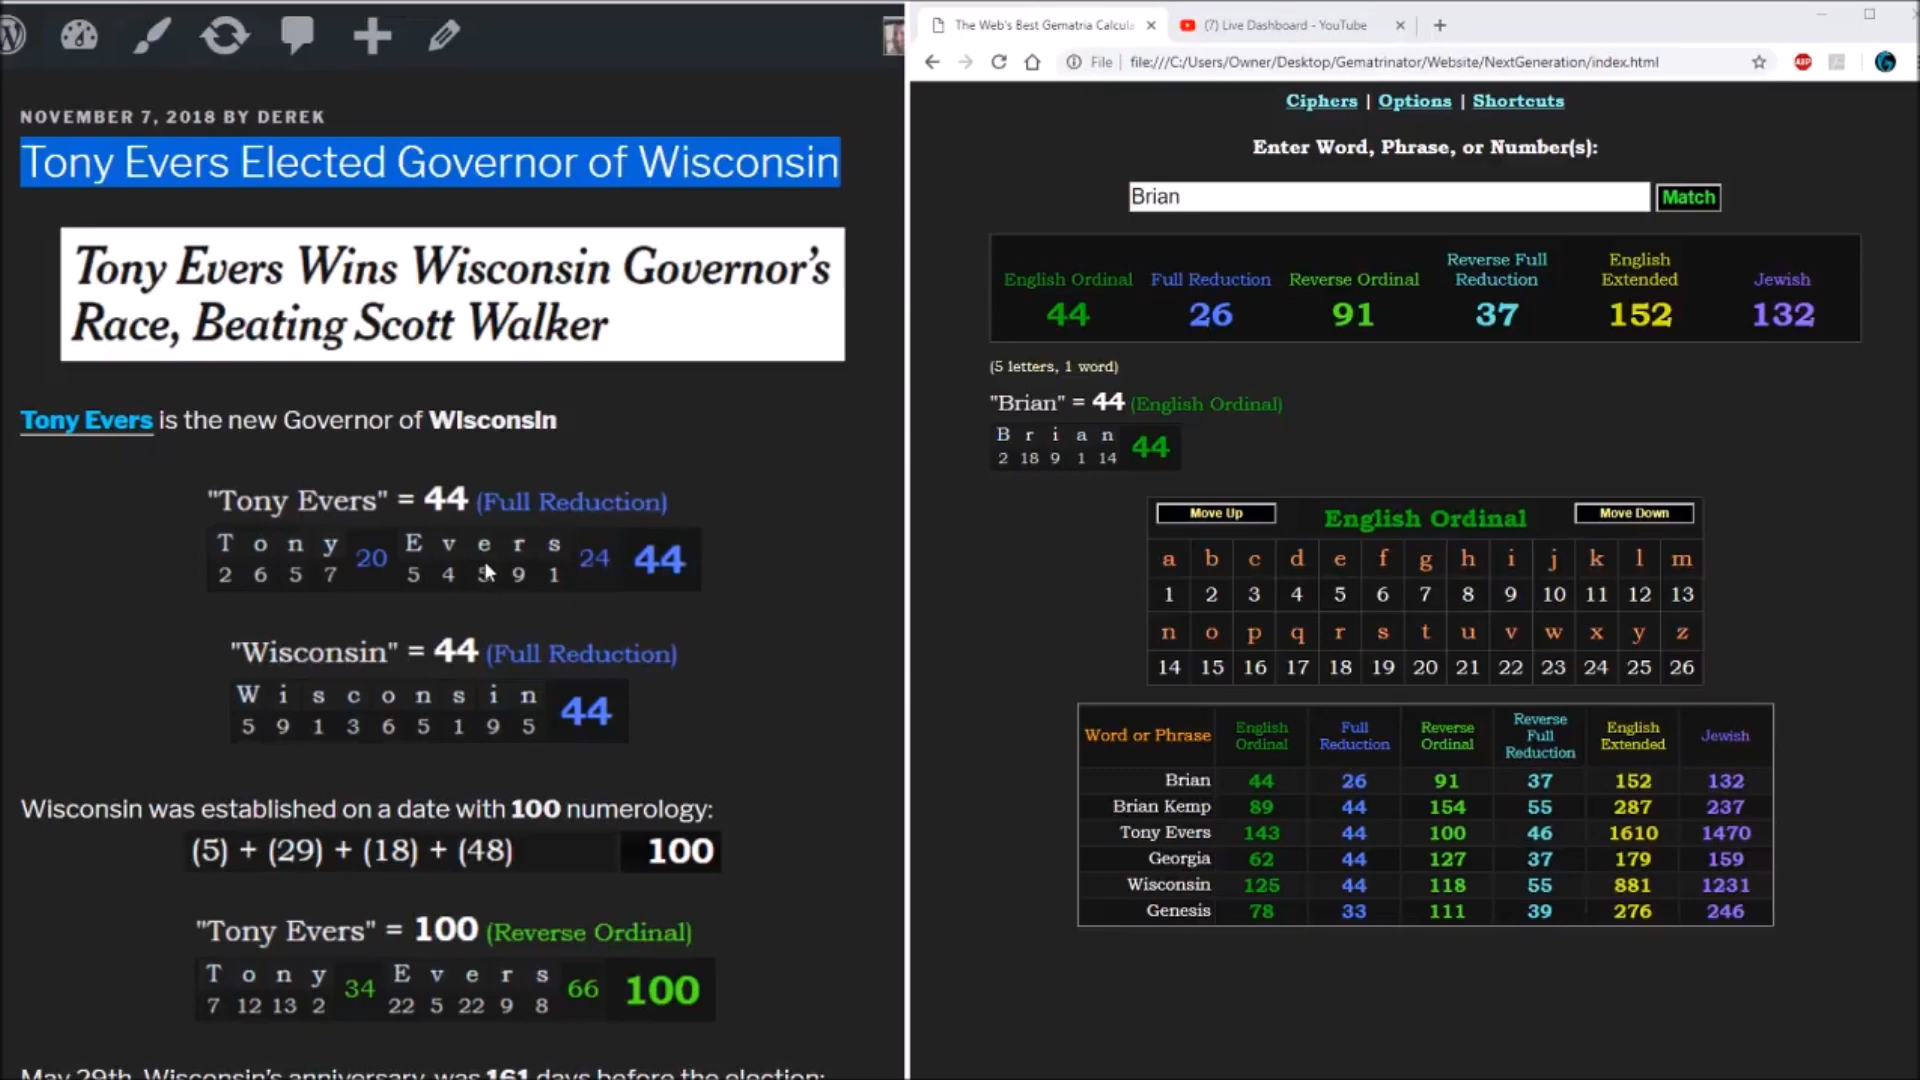 NOVEMBER 7, 2018 BY DEREK
Tony Evers Elected Governor of Wisconsin
Tony Evers Wins Wisconsin Governor's
Race, Beating Scott Walker
Tony Evers is the new Governor of WIsconsIn
"Tony Evers" = 44 (Full Reduction)
T o n y 20 E v e r s 24 44
2 6 5 7 5 4 5 9 1
"Wisconsin" = 44 (Full Reduction)
W i s c o n s i n 44
5 9 1 3 6 5 1 9 5
Wisconsin was established on a date with 100 numerology:
(5) + (29) + (18) + (48) 100
"Tony Evers" = 100 (Reverse Ordinal)
T o n y 34 E v e r s 66 100
7 12 13 2 22 5 22 9 8
May 29th, Wisconsin's anniversary, was 161 days before the election:
The Web's Best Gematria Calcula
(7) Live Dashboard - YouTube
File | file:///C:/Users/Owner/Desktop/Gematrinator/Website/NextGeneration/index.html
ABP
Ciphers | Options | Shortcuts
Enter Word, Phrase, or Number(s):
Brian Match
English Ordinal Full Reduction Reverse Ordinal Reverse Full Reduction English Extended Jewish
44 26 91 37 152 132
(5 letters, 1 word)
"Brian" = 44 (English Ordinal)
B r i a n 44
2 18 9 1 14
Move Up English Ordinal Move Down
a b c d e f g h i j k l m
1 2 3 4 5 6 7 8 9 10 11 12 13
n o p q r s t u v w x y z
14 15 16 17 18 19 20 21 22 23 24 25 26
Word or Phrase English Ordinal Full Reduction Reverse Ordinal Reverse Full Reduction English Extended Jewish
Brian 44 26 91 37 152 132
Brian Kemp 89 44 154 55 287 237
Tony Evers 143 44 100 46 1610 1470
Georgia 62 44 127 37 179 159
Wisconsin 125 44 118 55 881 1231
Genesis 78 33 111 39 276 246